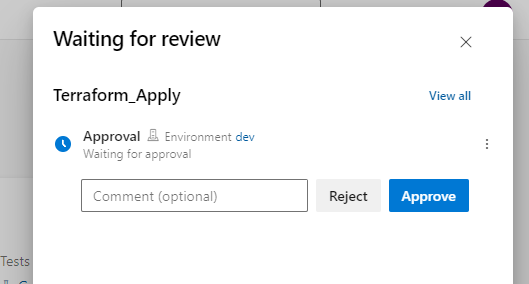 Waiting for review
Terraform_Apply
View all
Approval Environment dev
Waiting for approval
Comment (optional)
Reject
Approve
Tests